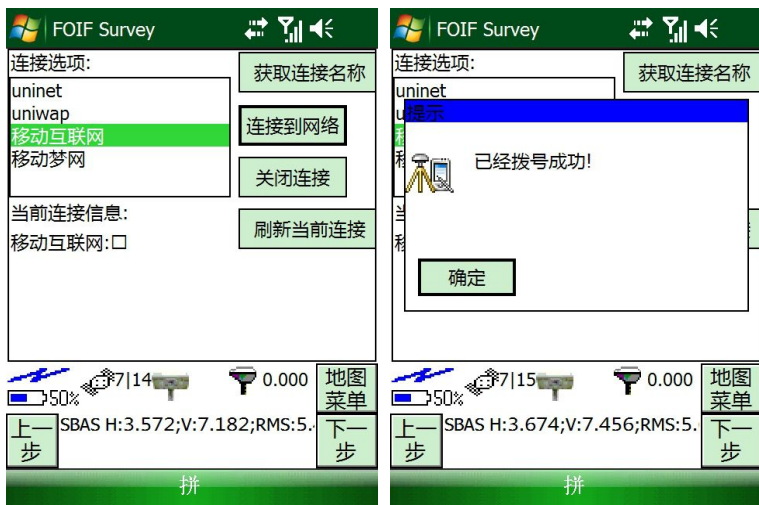 FOIF Survey
连接选项:
获取连接名称
uninet
uniwap
连接到网络
移动互联网
移动梦网
关闭连接
当前连接信息:
刷新当前连接
移动互联网:□
7|14
0.000
地图
菜单
50%
上一
步
SBAS H:3.572;V:7.182;RMS:5.
下一
步
拼
FOIF Survey
连接选项:
获取连接名称
uninet
提示
已经拨号成功!
确定
7|15
0.000
地图
菜单
50%
上一
步
SBAS H:3.674;V:7.456;RMS:5.
下一
步
拼